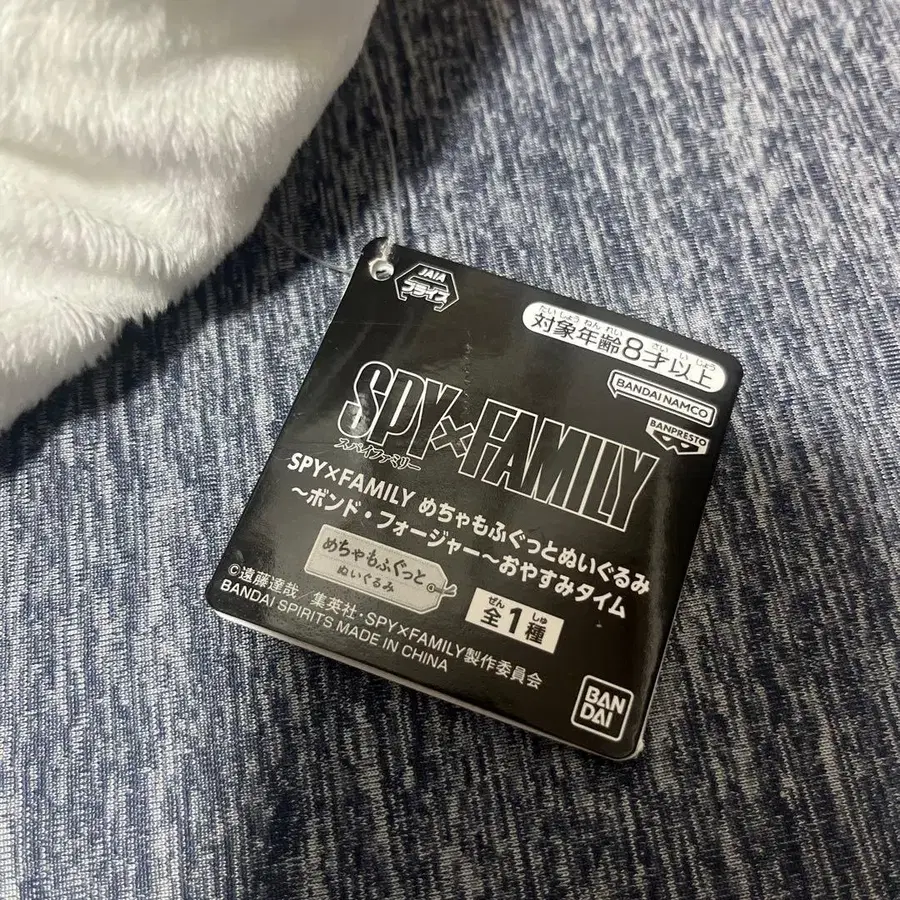 JAIA
プライズ
たいしょうねんれい さいいじょう
対象年齢8才以上
BANDAI NAMCO
BANPRESTO
SPY×FAMILY
スパイファミリー
SPY×FAMILY めちゃもふぐっとぬいぐるみ
～ボンド・フォージャー～おやすみタイム
めちゃもふぐっと
ぬいぐるみ
ぜん しゅ
全1種
©遠藤達哉／集英社・SPY×FAMILY製作委員会
BANDAI SPIRITS MADE IN CHINA
BAN
DAI